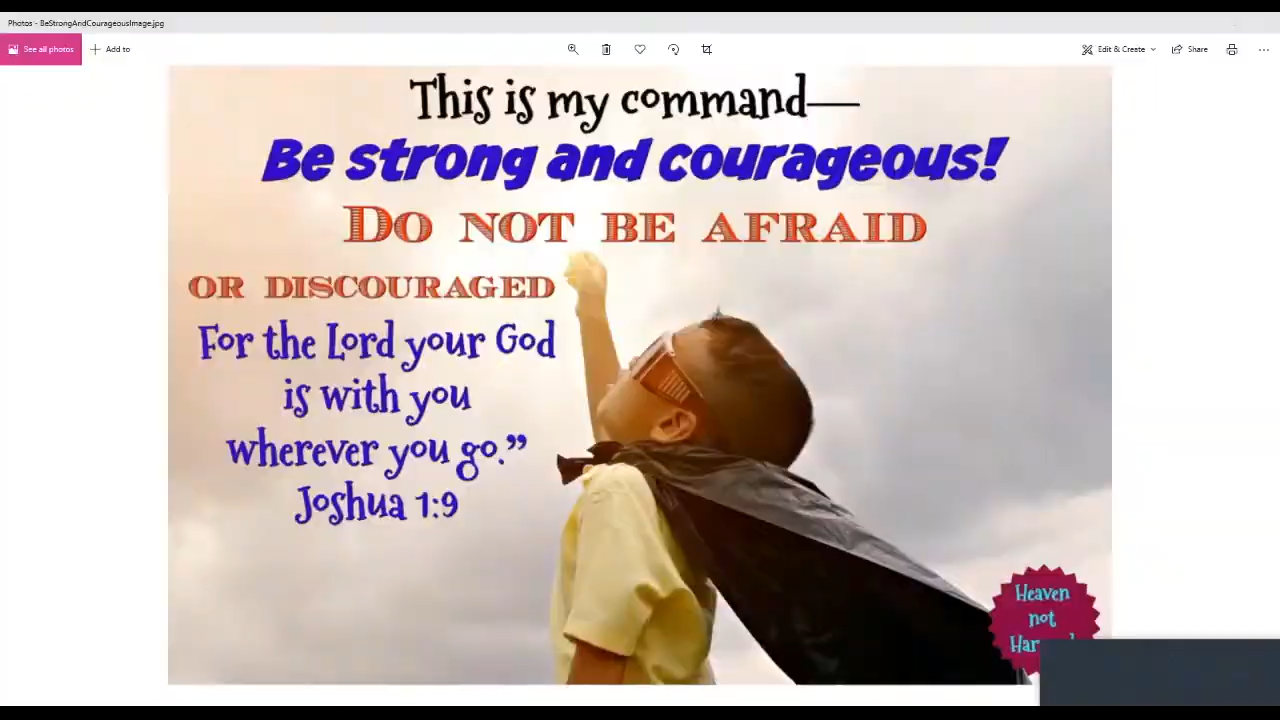 Photos - BeStrongAndCourageousImage.jpg
See all photos
Add to
Edit & Create
Share
This is my command—
Be strong and courageous!
DO NOT BE AFRAID
OR DISCOURAGED
For the Lord your God
is with you
wherever you go.”
Joshua 1:9
Heaven
not